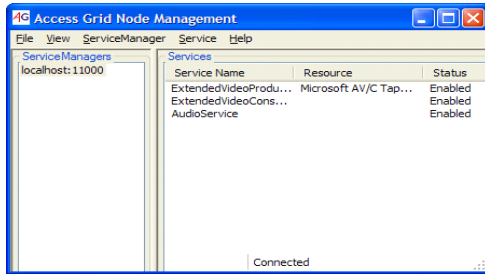 AG Access Grid Node Management
File View ServiceManager Service Help
ServiceManagers Services
localhost:11000
Service Name Resource Status
ExtendedVideoProdu... Microsoft AV/C Tap... Enabled
ExtendedVideoCons... Enabled
AudioService Enabled
Connected